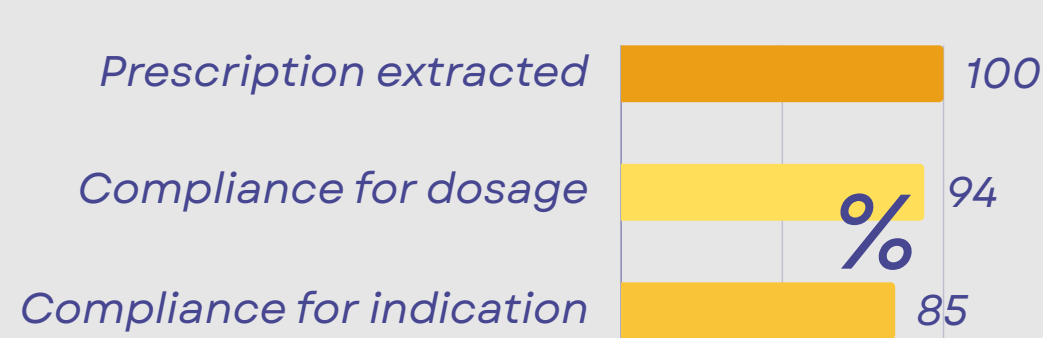 Prescription extracted 100
Compliance for dosage 94
%
Compliance for indication 85